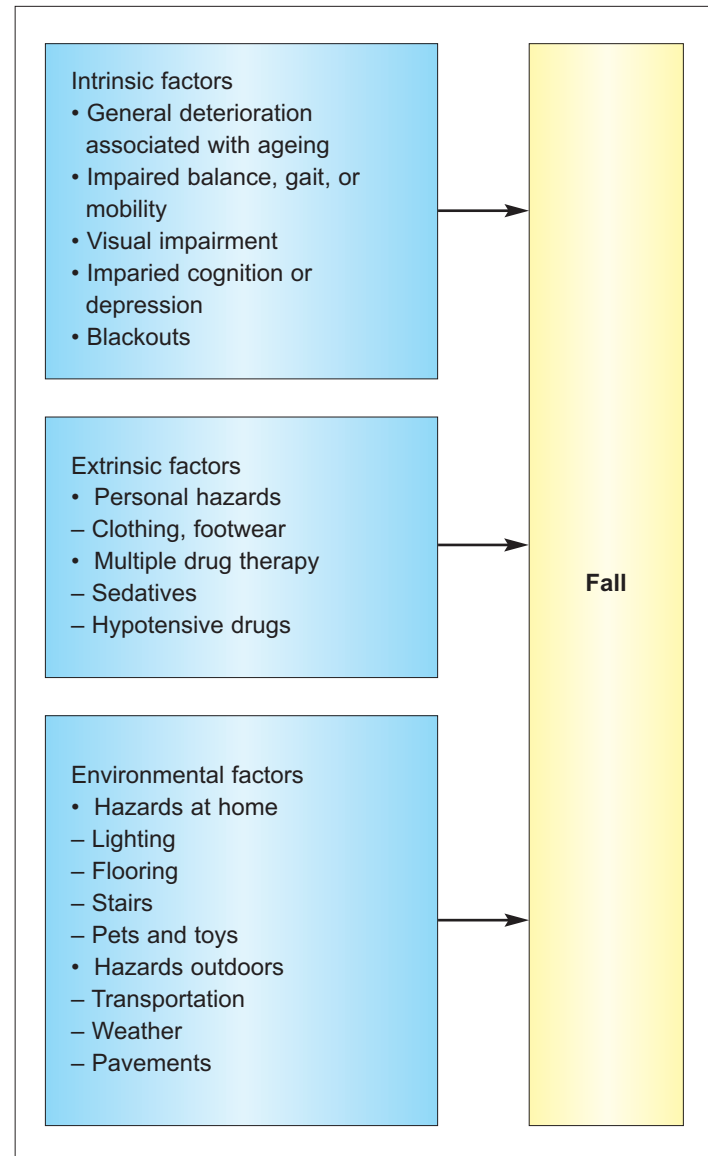 Intrinsic factors
• General deterioration
associated with ageing
• Impaired balance, gait, or
mobility
• Visual impairment
• Imparied cognition or
depression
• Blackouts
Extrinsic factors
• Personal hazards
– Clothing, footwear
• Multiple drug therapy
– Sedatives
– Hypotensive drugs
Environmental factors
• Hazards at home
– Lighting
– Flooring
– Stairs
– Pets and toys
• Hazards outdoors
– Transportation
– Weather
– Pavements
Fall